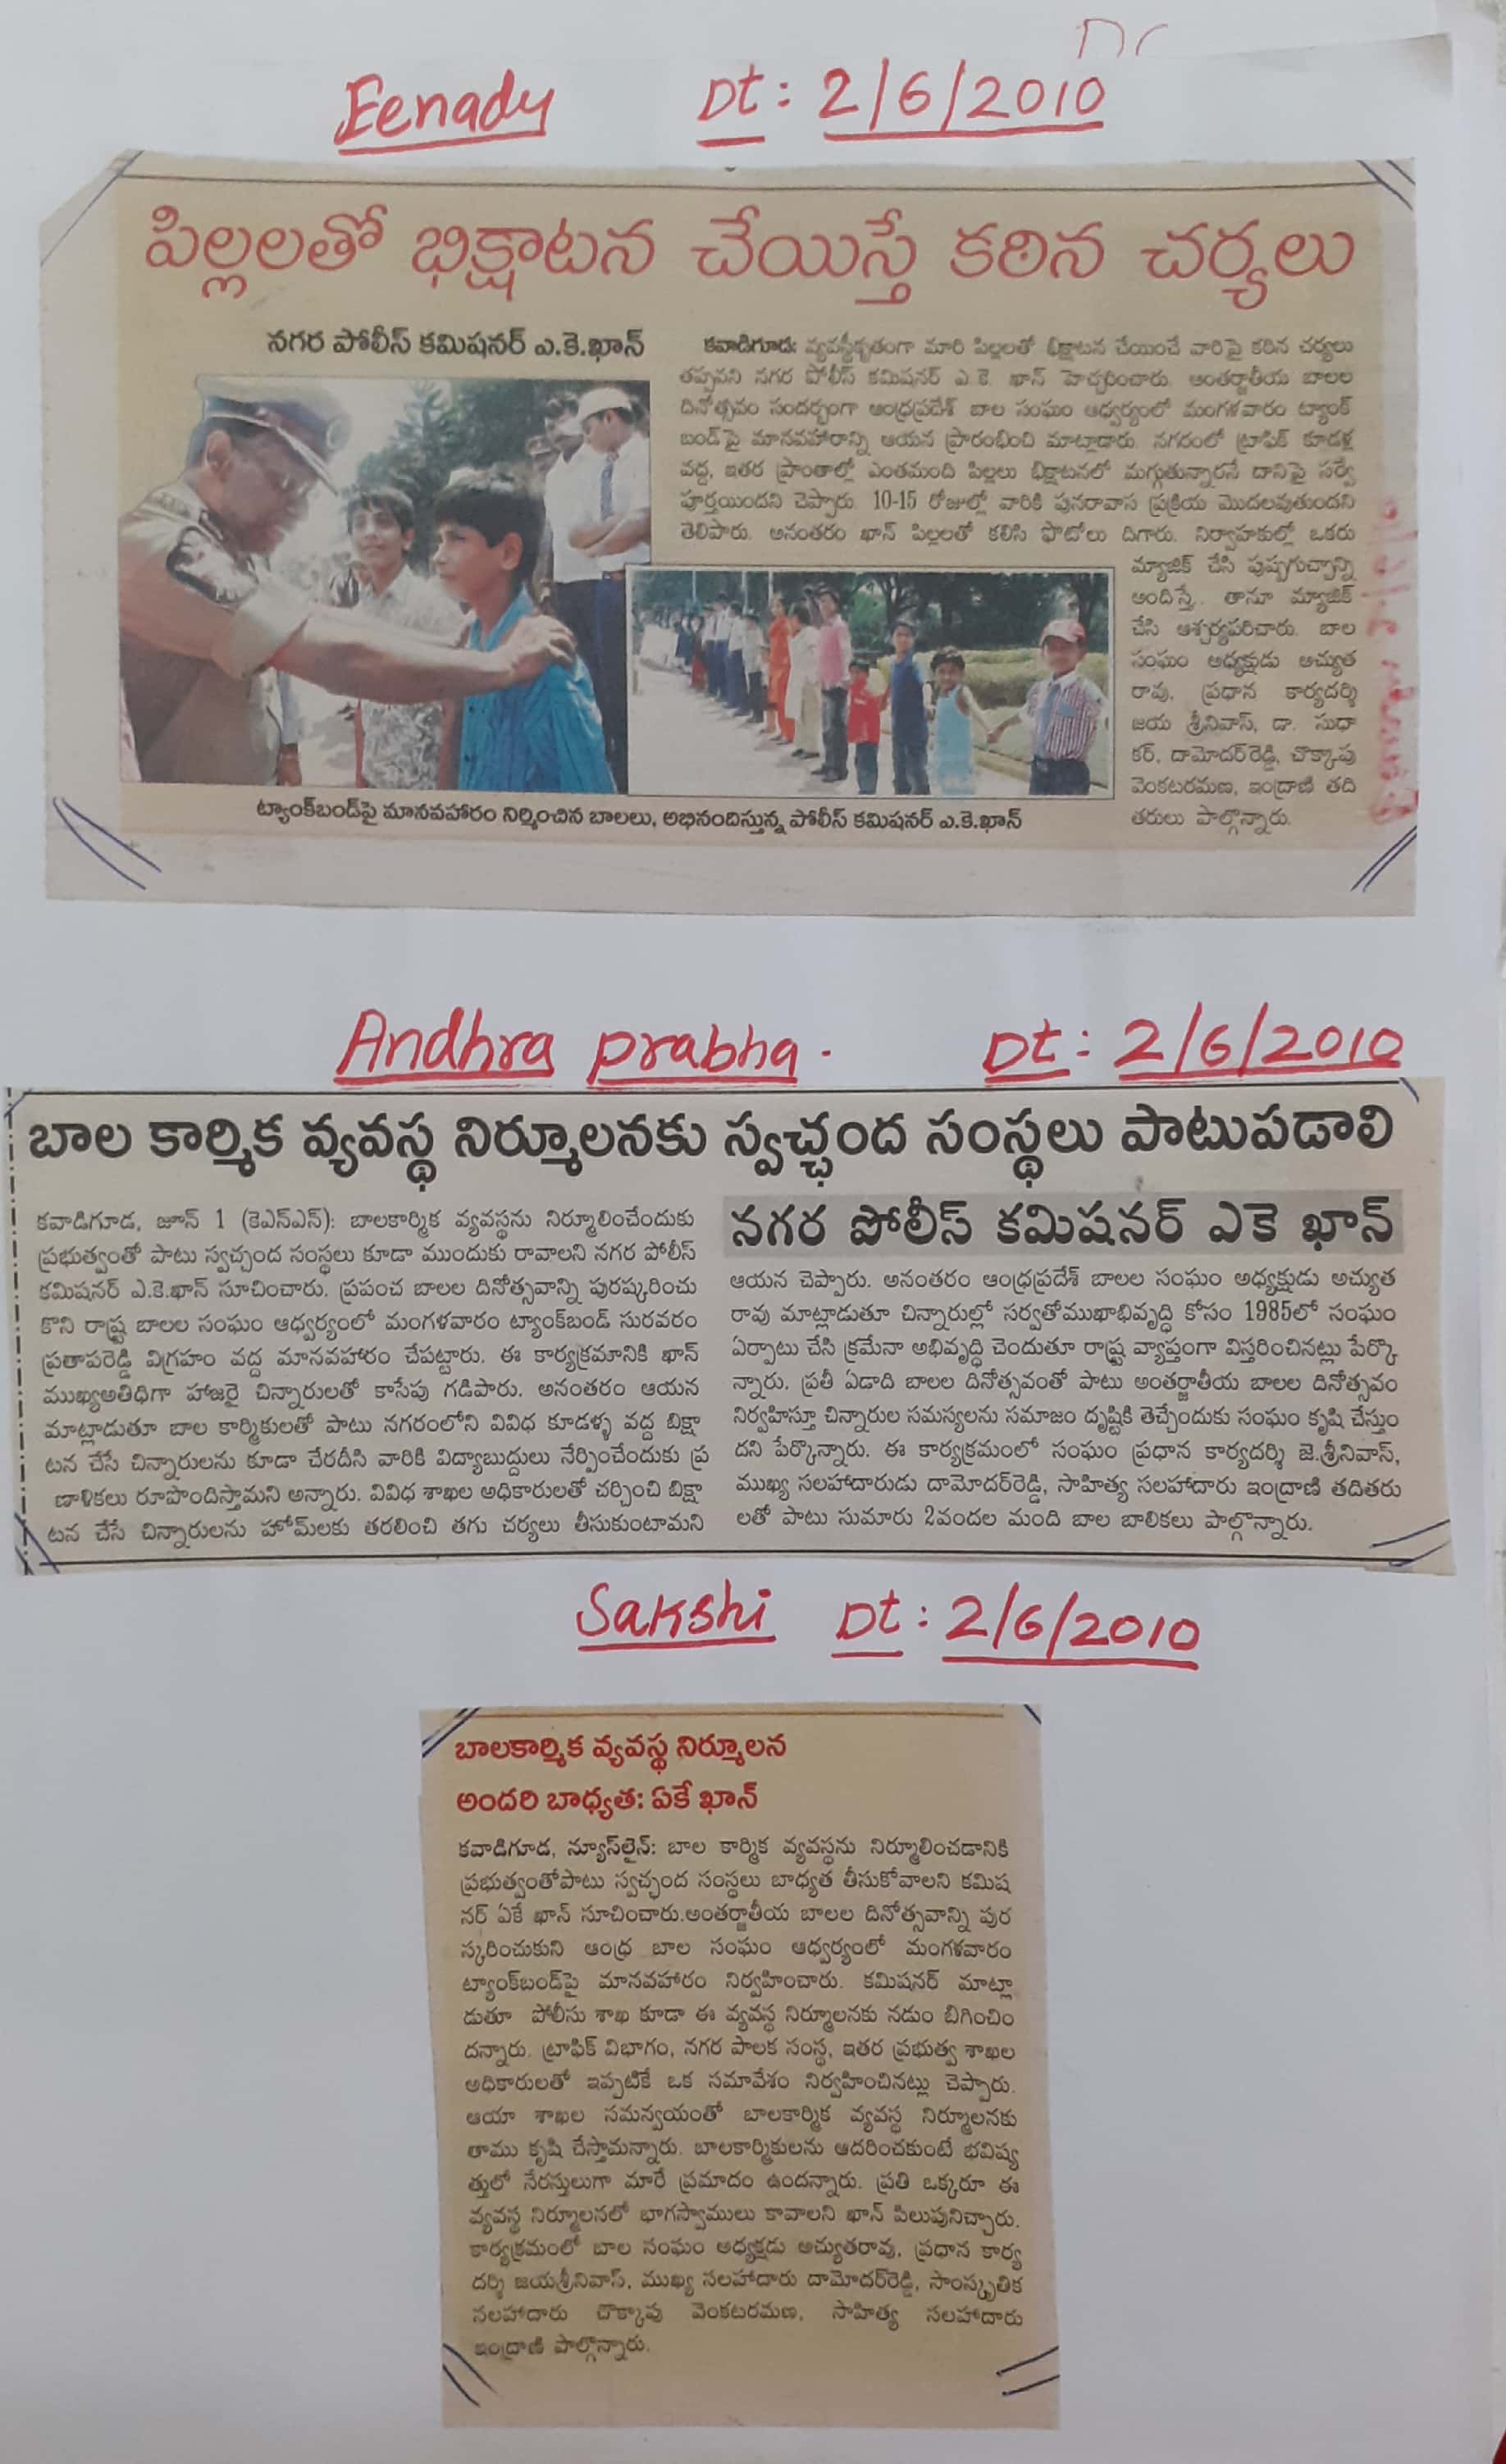 Eenadu Dt: 2/6/2010
పిల్లలతో భిక్షాటన చేయిస్తే కఠిన చర్యలు
నగర పోలీస్ కమిషనర్ ఎ.కె.ఖాన్
కవాడిగూడ: వ్యవస్థీకృతంగా మారి పిల్లలతో భిక్షాటన చేయించే వారిపై కఠిన చర్యలు
తప్పవని నగర పోలీస్ కమిషనర్ ఎ.కె. ఖాన్ హెచ్చరించారు. అంతర్జాతీయ బాలల
దినోత్సవం సందర్భంగా ఆంధ్రప్రదేశ్ బాల సంఘం ఆధ్వర్యంలో మంగళవారం ట్యాంక్
బండ్‌పై మానవహారాన్ని ఆయన ప్రారంభించి మాట్లాడారు. నగరంలో ట్రాఫిక్ కూడళ్ల
వద్ద, ఇతర ప్రాంతాల్లో ఎంతమంది పిల్లలు భిక్షాటనలో మగ్గుతున్నారనే దానిపై సర్వే
పూర్తయిందని చెప్పారు. 10-15 రోజుల్లో వారికి పునరావాస ప్రక్రియ మొదలవుతుందని
తెలిపారు. అనంతరం ఖాన్ పిల్లలతో కలిసి ఫొటోలు దిగారు. నిర్వాహకుల్లో ఒకరు
మ్యాజిక్ చేసి పుష్పగుచ్ఛాన్ని
అందిస్తే. తానూ మ్యాజిక్
చేసి ఆశ్చర్యపరిచారు. బాల
సంఘం అధ్యక్షుడు అచ్యుత
రావు, ప్రధాన కార్యదర్శి
జయ శ్రీనివాస్, డా. సుధా
కర్, దామోదర్‌రెడ్డి, చొక్కాపు
వెంకటరమణ, ఇంద్రాణి తది
తరులు పాల్గొన్నారు.
ట్యాంక్‌బండ్‌పై మానవహారం నిర్మించిన బాలలు, అభినందిస్తున్న పోలీస్ కమిషనర్ ఎ.కె.ఖాన్
Andhra prabha. Dt: 2/6/2010
బాల కార్మిక వ్యవస్థ నిర్మూలనకు స్వచ్ఛంద సంస్థలు పాటుపడాలి
నగర పోలీస్ కమిషనర్ ఎకె ఖాన్
కవాడిగూడ, జూన్ 1 (కెఎన్ఎన్): బాలకార్మిక వ్యవస్థను నిర్మూలించేందుకు
ప్రభుత్వంతో పాటు స్వచ్ఛంద సంస్థలు కూడా ముందుకు రావాలని నగర పోలీస్
కమిషనర్ ఎ.కె.ఖాన్ సూచించారు. ప్రపంచ బాలల దినోత్సవాన్ని పురష్కరించు
కొని రాష్ట్ర బాలల సంఘం ఆధ్వర్యంలో మంగళవారం ట్యాంక్‌బండ్ సురవరం
ప్రతాపరెడ్డి విగ్రహం వద్ద మానవహారం చేపట్టారు. ఈ కార్యక్రమానికి ఖాన్
ముఖ్యఅతిధిగా హాజరై చిన్నారులతో కాసేపు గడిపారు. అనంతరం ఆయన
మాట్లాడుతూ బాల కార్మికులతో పాటు నగరంలోని వివిధ కూడళ్ళ వద్ద బిక్షా
టన చేసే చిన్నారులను కూడా చేరదీసి వారికి విద్యాబుద్దులు నేర్పించేందుకు ప్ర
ణాళికలు రూపొందిస్తామని అన్నారు. వివిధ శాఖల అధికారులతో చర్చించి బిక్షా
టన చేసే చిన్నారులను హోమ్‌లకు తరలించి తగు చర్యలు తీసుకుంటామని
ఆయన చెప్పారు. అనంతరం ఆంధ్రప్రదేశ్ బాలల సంఘం అధ్యక్షుడు అచ్యుత
రావు మాట్లాడుతూ చిన్నారుల్లో సర్వతోముఖాభివృద్ధి కోసం 1985లో సంఘం
ఏర్పాటు చేసి క్రమేనా అభివృద్ధి చెందుతూ రాష్ట్ర వ్యాప్తంగా విస్తరించినట్లు పేర్కొ
న్నారు. ప్రతీ ఏడాది బాలల దినోత్సవంతో పాటు అంతర్జాతీయ బాలల దినోత్సవం
నిర్వహిస్తూ చిన్నారుల సమస్యలను సమాజం దృష్టికి తెచ్చేందుకు సంఘం కృషి చేస్తుం
దని పేర్కొన్నారు. ఈ కార్యక్రమంలో సంఘం ప్రధాన కార్యదర్శి జె.శ్రీనివాస్,
ముఖ్య సలహాదారుడు దామోదర్‌రెడ్డి, సాహిత్య సలహాదారు ఇంద్రాణి తదితరు
లతో పాటు సుమారు 2వందల మంది బాల బాలికలు పాల్గొన్నారు.
Sakshi Dt: 2/6/2010
బాలకార్మిక వ్యవస్థ నిర్మూలన
అందరి బాధ్యత: ఏకే ఖాన్
కవాడిగూడ, న్యూస్‌లైన్: బాల కార్మిక వ్యవస్థను నిర్మూలించడానికి
ప్రభుత్వంతోపాటు స్వచ్ఛంద సంస్థలు బాధ్యత తీసుకోవాలని కమిష
నర్ ఏకే ఖాన్ సూచించారు.అంతర్జాతీయ బాలల దినోత్సవాన్ని పుర
స్కరించుకుని ఆంధ్ర బాల సంఘం ఆధ్వర్యంలో మంగళవారం
ట్యాంక్‌బండ్‌పై మానవహారం నిర్వహించారు. కమిషనర్ మాట్లా
డుతూ పోలీసు శాఖ కూడా ఈ వ్యవస్థ నిర్మూలనకు నడుం బిగించిం
దన్నారు. ట్రాఫిక్ విభాగం, నగర పాలక సంస్థ, ఇతర ప్రభుత్వ శాఖల
అధికారులతో ఇప్పటికే ఒక సమావేశం నిర్వహించినట్లు చెప్పారు.
ఆయా శాఖల సమన్వయంతో బాలకార్మిక వ్యవస్థ నిర్మూలనకు
తాము కృషి చేస్తామన్నారు. బాలకార్మికులను ఆదరించకుంటే భవిష్య
త్తులో నేరస్తులుగా మారే ప్రమాదం ఉందన్నారు. ప్రతి ఒక్కరూ ఈ
వ్యవస్థ నిర్మూలనలో భాగస్వాములు కావాలని ఖాన్ పిలుపునిచ్చారు.
కార్యక్రమంలో బాల సంఘం అధ్యక్షడు అచ్యుతరావు, ప్రధాన కార్య
దర్శి జయశ్రీనివాస్, ముఖ్య సలహాదారు దామోదర్‌రెడ్డి, సాంస్కృతిక
సలహాదారు చొక్కాపు వెంకటరమణ, సాహిత్య సలహాదారు
ఇంద్రాణి పాల్గొన్నారు.